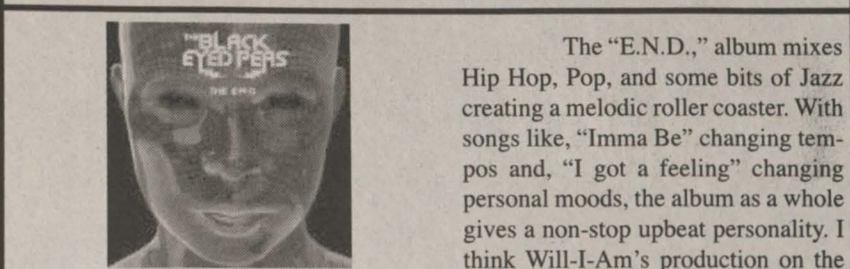 THE BLACK
EYED PEAS
THE E.N.D
The “E.N.D.,” album mixes
Hip Hop, Pop, and some bits of Jazz
creating a melodic roller coaster. With
songs like, “Imma Be” changing tem-
pos and, “I got a feeling” changing
personal moods, the album as a whole
gives a non-stop upbeat personality. I
think Will-I-Am’s production on the